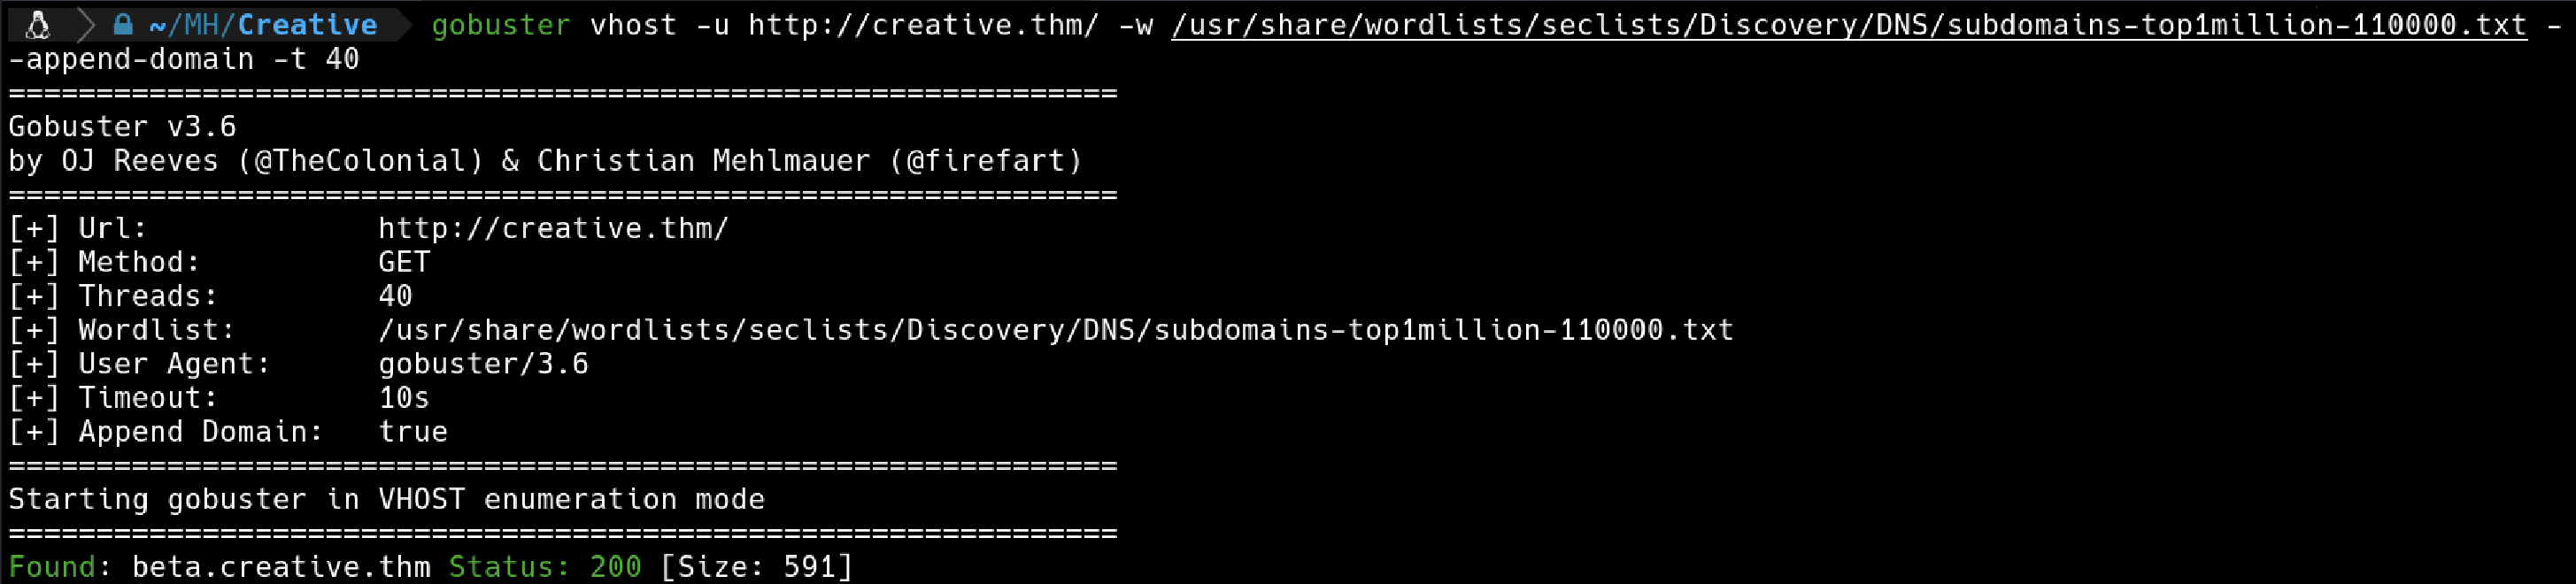 ~/MH/Creative gobuster vhost -u http://creative.thm/ -w /usr/share/wordlists/seclists/Discovery/DNS/subdomains-top1million-110000.txt -
-append-domain -t 40
===============================================================
Gobuster v3.6
by OJ Reeves (@TheColonial) & Christian Mehlmauer (@firefart)
===============================================================
[+] Url:             http://creative.thm/
[+] Method:          GET
[+] Threads:         40
[+] Wordlist:        /usr/share/wordlists/seclists/Discovery/DNS/subdomains-top1million-110000.txt
[+] User Agent:      gobuster/3.6
[+] Timeout:         10s
[+] Append Domain:   true
===============================================================
Starting gobuster in VHOST enumeration mode
===============================================================
Found: beta.creative.thm Status: 200 [Size: 591]